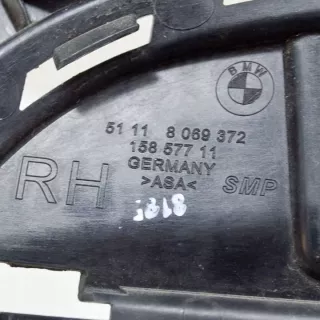 BMW
51 11 8 069 372
158 577 11
GERMANY
RH >ASA< SMP